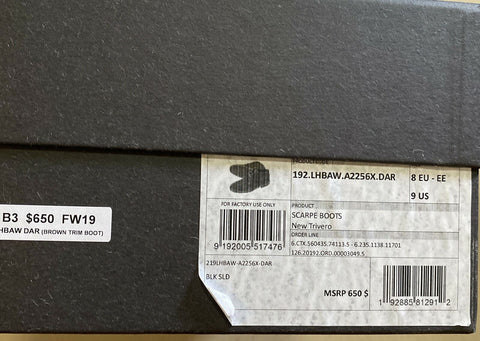 192.LHBAW.A2256X.DAR
8 EU - EE
9 US
B3 $650 FW19
HBAW DAR (BROWN TRIM BOOT)
FOR FACTORY USE ONLY
9 192005 517476
PRODUCT
SCARPE BOOTS
New Trivero
ORDER LINE
6.CTX.560435.74113.5 - 6.235.1138.11701
126.20192.ORD.00003049.5
219LHBAW-A2256X-DAR
BLK SLD
MSRP 650 $
1 92885 81291 2